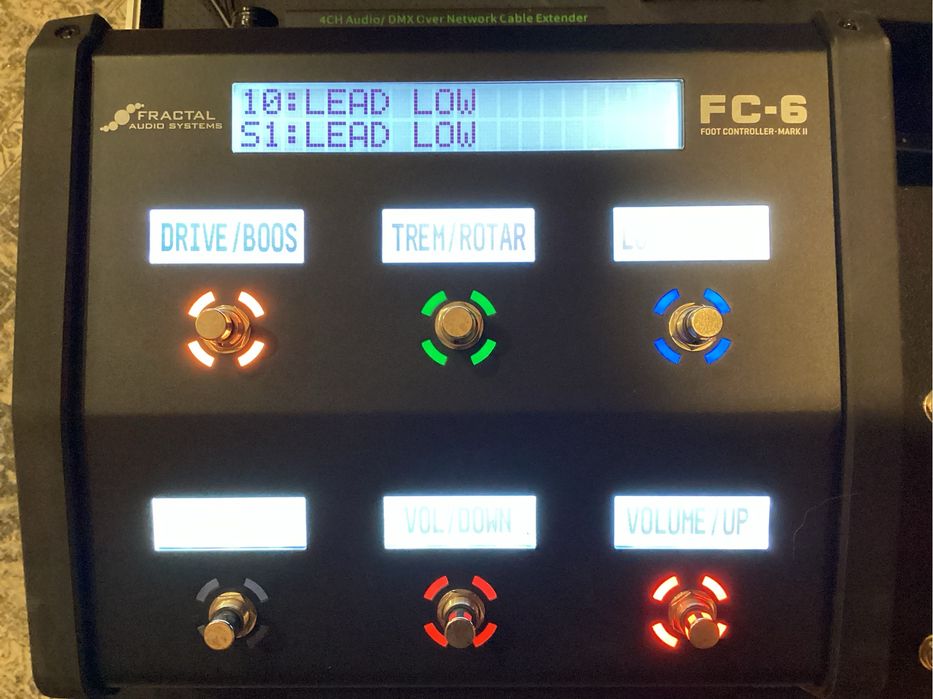 4CH Audio/ DMX Over Network Cable Extender
FRACTAL
AUDIO SYSTEMS
10:LEAD LOW
S1:LEAD LOW
FC-6
FOOT CONTROLLER-MARK II
DRIVE/BOOS
TREM/ROTAR
VOL/DOWN
VOLUME/UP